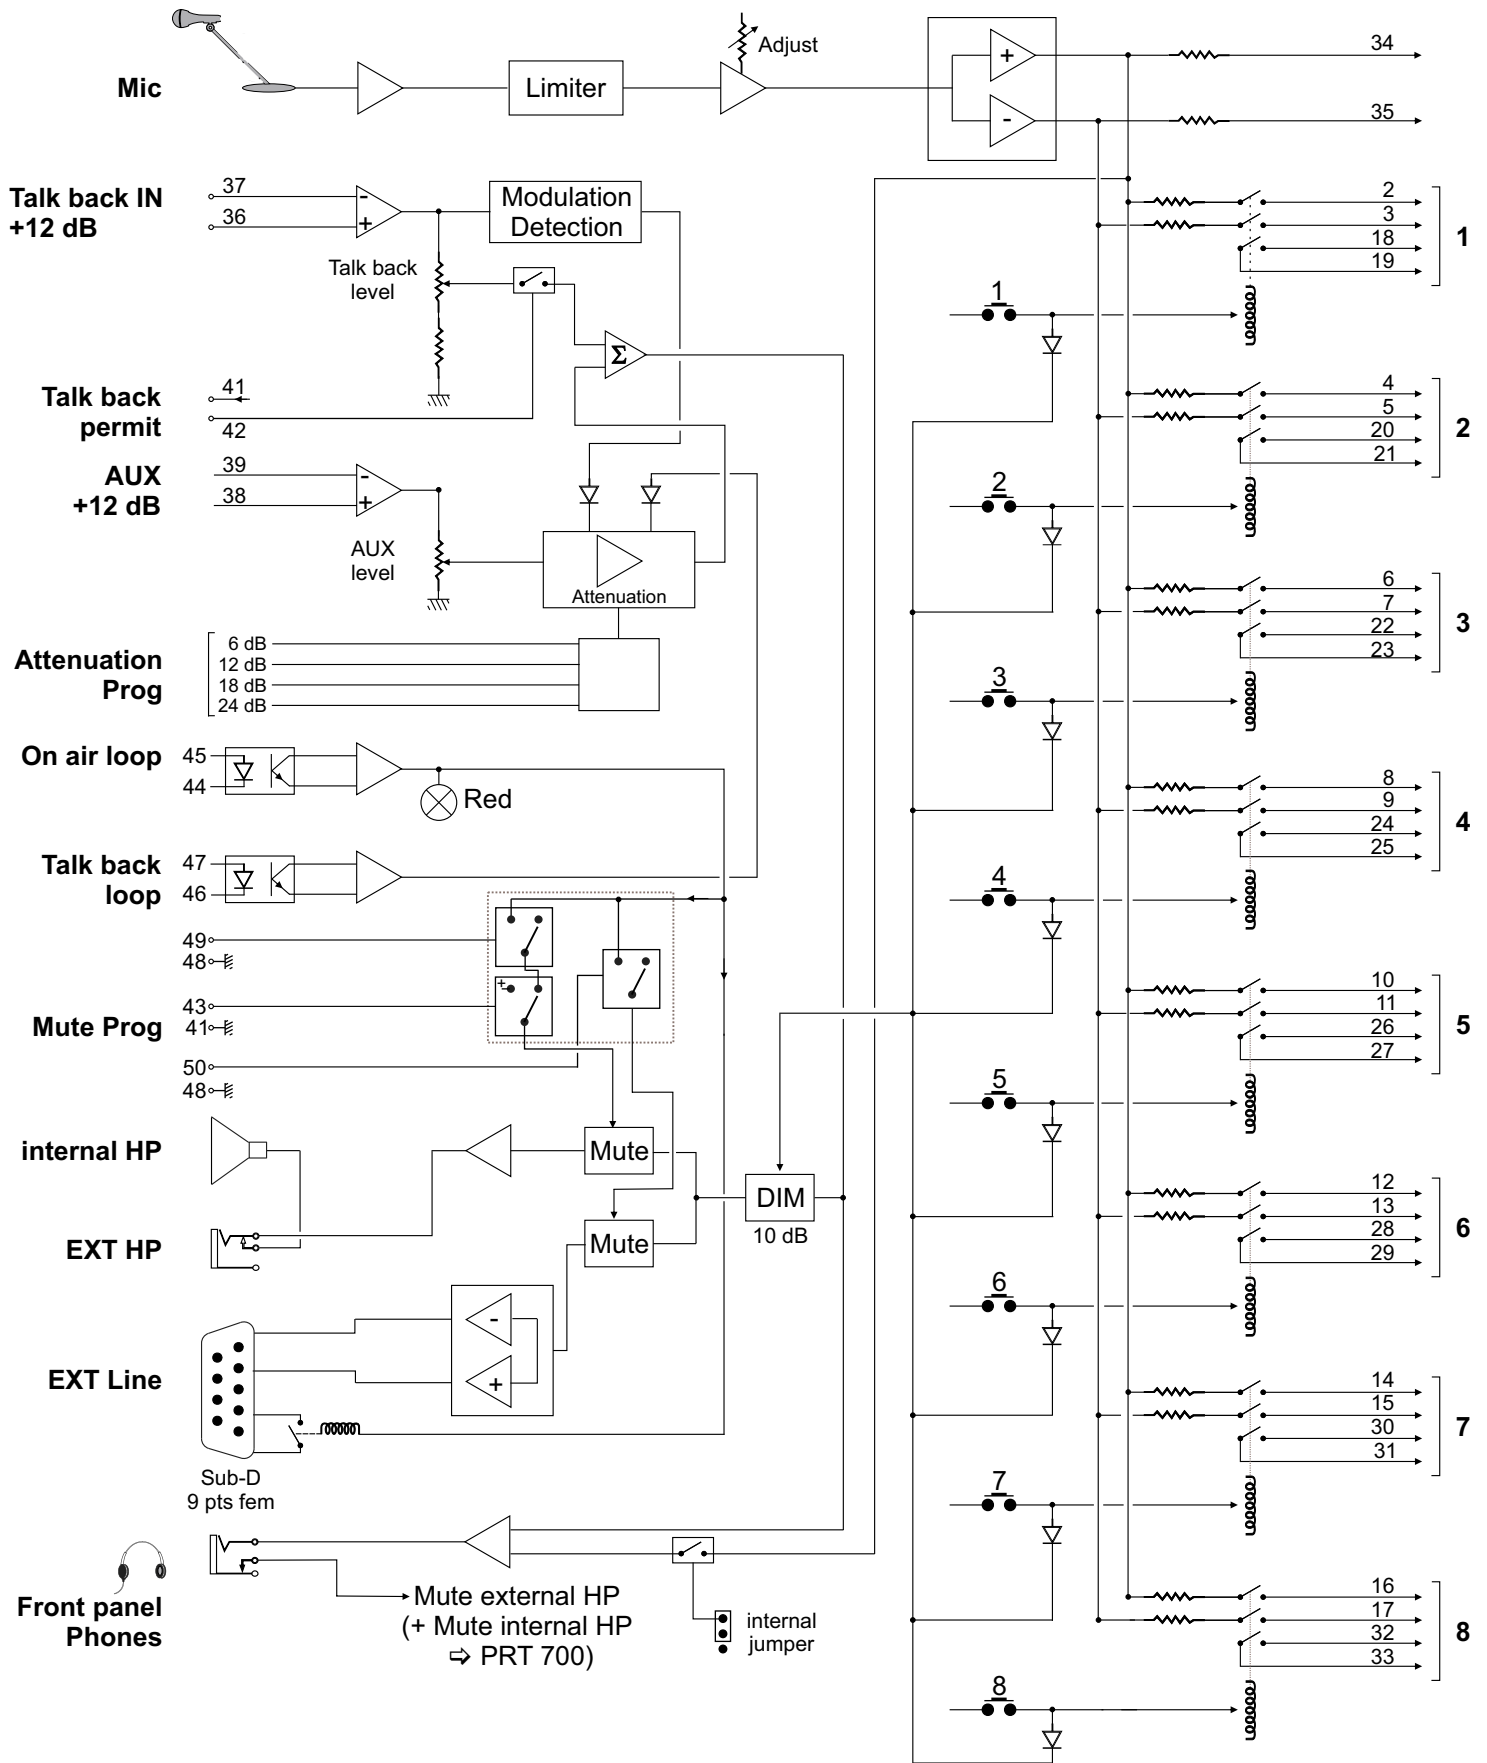 Mic
Limiter
Adjust
+
-
34
35
Talk back IN
+12 dB
37
36
-
+
Modulation
Detection
Talk back
level
Σ
Talk back
permit
41
42
AUX
+12 dB
39
38
-
+
AUX
level
Attenuation
Attenuation
Prog
6 dB
12 dB
18 dB
24 dB
On air loop
45
44
Red
Talk back
loop
47
46
49
48
+
Mute Prog
43
41
50
48
internal HP
Mute
EXT HP
Mute
DIM
10 dB
EXT Line
-
+
Sub-D
9 pts fem
Front panel
Phones
Mute external HP
(+ Mute internal HP
⇨ PRT 700)
internal
jumper
2
3
18
19
1
1
4
5
20
21
2
2
6
7
22
23
3
3
8
9
24
25
4
4
10
11
26
27
5
5
12
13
28
29
6
6
14
15
30
31
7
7
16
17
32
33
8
8